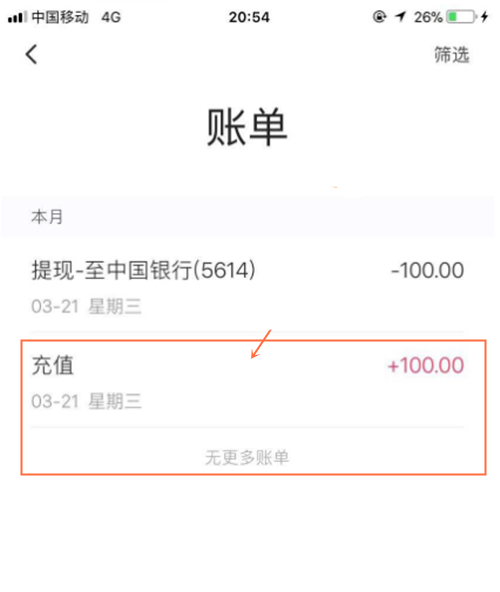 中国移动 4G 20:54 26%
筛选
账单
本月
提现-至中国银行(5614) -100.00
03-21 星期三
充值 +100.00
03-21 星期三
无更多账单